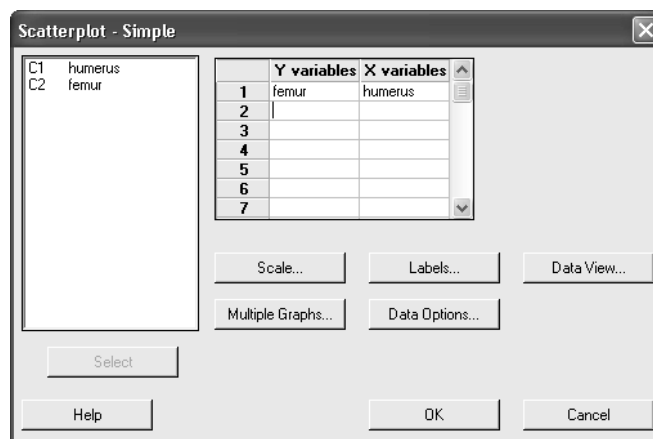 Scatterplot - Simple
C1 humerus
C2 femur
Y variables X variables
1 femur humerus
2
3
4
5
6
7
Scale... Labels... Data View...
Multiple Graphs... Data Options...
Select
Help OK Cancel